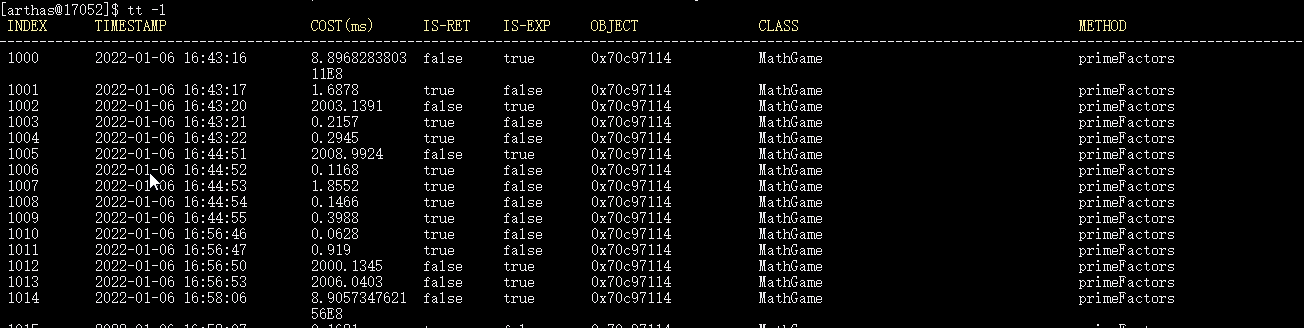 [arthas@17052]$ tt -l
INDEX TIMESTAMP COST(ms) IS-RET IS-EXP OBJECT CLASS METHOD
1000 2022-01-06 16:43:16 8.8968283803 false true 0x70c97114 MathGame primeFactors
11E8
1001 2022-01-06 16:43:17 1.6878 true false 0x70c97114 MathGame primeFactors
1002 2022-01-06 16:43:20 2003.1391 false true 0x70c97114 MathGame primeFactors
1003 2022-01-06 16:43:21 0.2157 true false 0x70c97114 MathGame primeFactors
1004 2022-01-06 16:43:22 0.2945 true false 0x70c97114 MathGame primeFactors
1005 2022-01-06 16:44:51 2008.9924 false true 0x70c97114 MathGame primeFactors
1006 2022-01-06 16:44:52 0.1168 true false 0x70c97114 MathGame primeFactors
1007 2022-01-06 16:44:53 1.8552 true false 0x70c97114 MathGame primeFactors
1008 2022-01-06 16:44:54 0.1466 true false 0x70c97114 MathGame primeFactors
1009 2022-01-06 16:44:55 0.3988 true false 0x70c97114 MathGame primeFactors
1010 2022-01-06 16:56:46 0.0628 true false 0x70c97114 MathGame primeFactors
1011 2022-01-06 16:56:47 0.919 true false 0x70c97114 MathGame primeFactors
1012 2022-01-06 16:56:50 2000.1345 false true 0x70c97114 MathGame primeFactors
1013 2022-01-06 16:56:53 2006.0403 false true 0x70c97114 MathGame primeFactors
1014 2022-01-06 16:58:06 8.9057347621 false true 0x70c97114 MathGame primeFactors
56E8